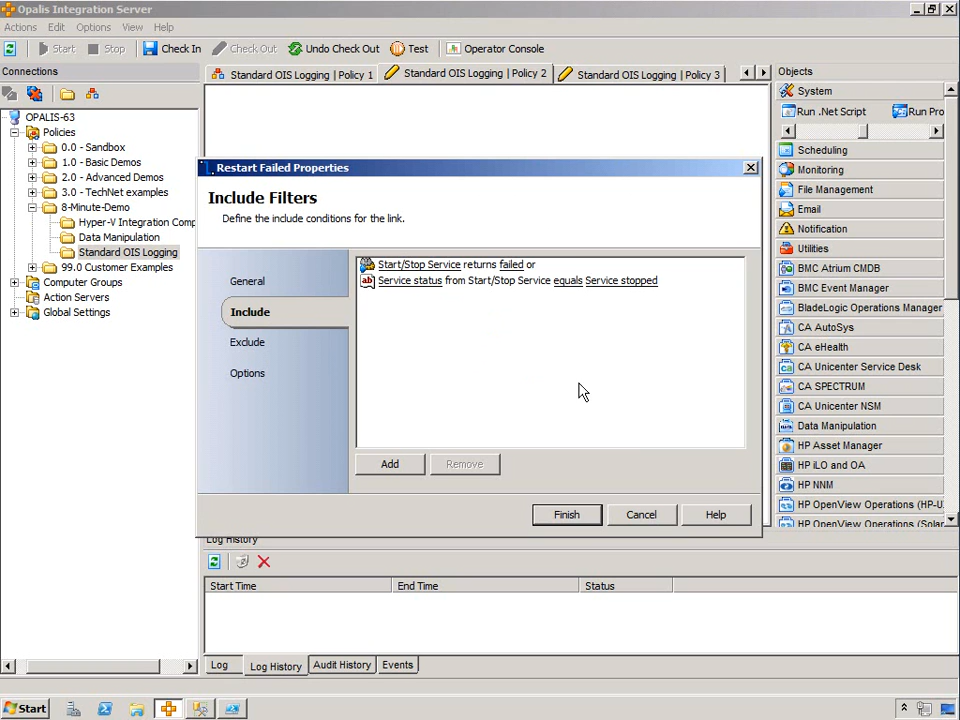 Opalis Integration Server
Actions Edit Options View Help
Start Stop Check In Check Out Undo Check Out Test Operator Console
Connections
Standard OIS Logging | Policy 1
Standard OIS Logging | Policy 2
Standard OIS Logging | Policy 3
Objects
OPALIS-63
Policies
0.0 - Sandbox
1.0 - Basic Demos
2.0 - Advanced Demos
3.0 - TechNet examples
8-Minute-Demo
Hyper-V Integration Comp
Data Manipulation
Standard OIS Logging
99.0 Customer Examples
Computer Groups
Action Servers
Global Settings
Restart Failed Properties
Include Filters
Define the include conditions for the link.
General
Include
Exclude
Options
Start/Stop Service returns failed or
ab Service status from Start/Stop Service equals Service stopped
Add Remove
Finish Cancel Help
System
Run .Net Script Run Pro
Scheduling
Monitoring
File Management
Email
Notification
Utilities
BMC Atrium CMDB
BMC Event Manager
BladeLogic Operations Manager
CA AutoSys
CA eHealth
CA Unicenter Service Desk
CA SPECTRUM
CA Unicenter NSM
Data Manipulation
HP Asset Manager
HP iLO and OA
HP NNM
HP OpenView Operations (HP-U
HP OpenView Operations (Solar
Log History
Start Time End Time Status
Log Log History Audit History Events
Start